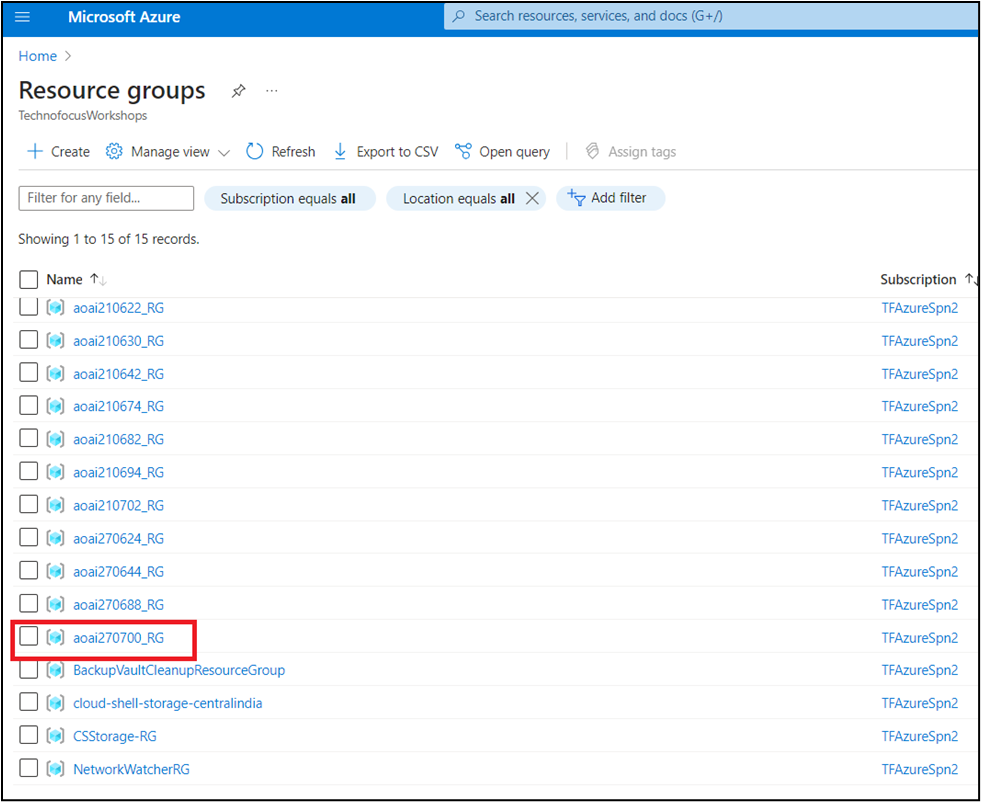 Microsoft Azure
Search resources, services, and docs (G+/)
Home
Resource groups
TechnofocusWorkshops
Create Manage view Refresh Export to CSV Open query Assign tags
Filter for any field... Subscription equals all Location equals all Add filter
Showing 1 to 15 of 15 records.
Name Subscription
aoai210622_RG TFAzureSpn2
aoai210630_RG TFAzureSpn2
aoai210642_RG TFAzureSpn2
aoai210674_RG TFAzureSpn2
aoai210682_RG TFAzureSpn2
aoai210694_RG TFAzureSpn2
aoai210702_RG TFAzureSpn2
aoai270624_RG TFAzureSpn2
aoai270644_RG TFAzureSpn2
aoai270688_RG TFAzureSpn2
aoai270700_RG TFAzureSpn2
BackupVaultCleanupResourceGroup TFAzureSpn2
cloud-shell-storage-centralindia TFAzureSpn2
CSStorage-RG TFAzureSpn2
NetworkWatcherRG TFAzureSpn2